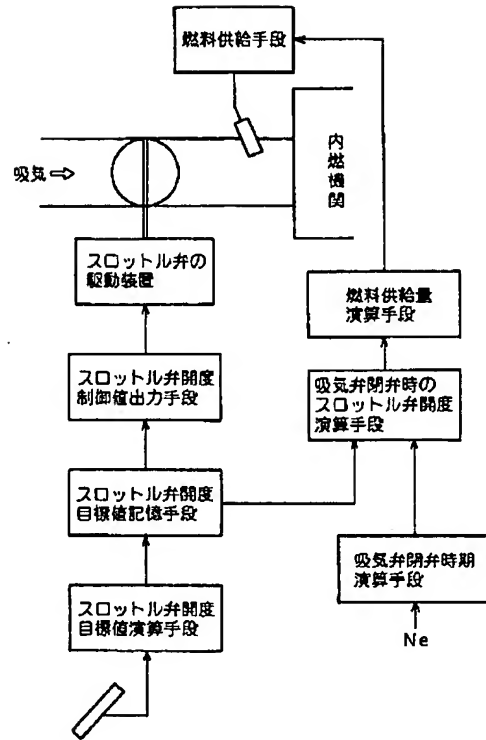 燃料供給手段
内燃機関
吸気⇨
スロットル弁の
駆動装置
燃料供給量
演算手段
スロットル弁開度
制御値出力手段
吸気弁閉弁時の
スロットル弁開度
演算手段
スロットル弁開度
目標値記憶手段
吸気弁閉弁時期
演算手段
スロットル弁開度
目標値演算手段
Ne